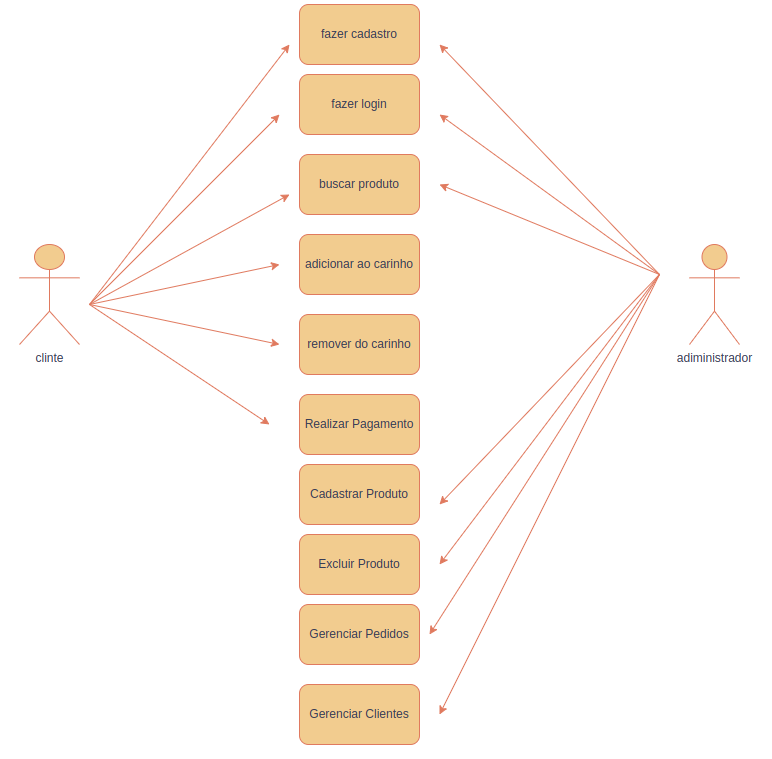 fazer cadastro
fazer login
buscar produto
adicionar ao carinho
remover do carinho
Realizar Pagamento
Cadastrar Produto
Excluir Produto
Gerenciar Pedidos
Gerenciar Clientes
clinte
adiministrador